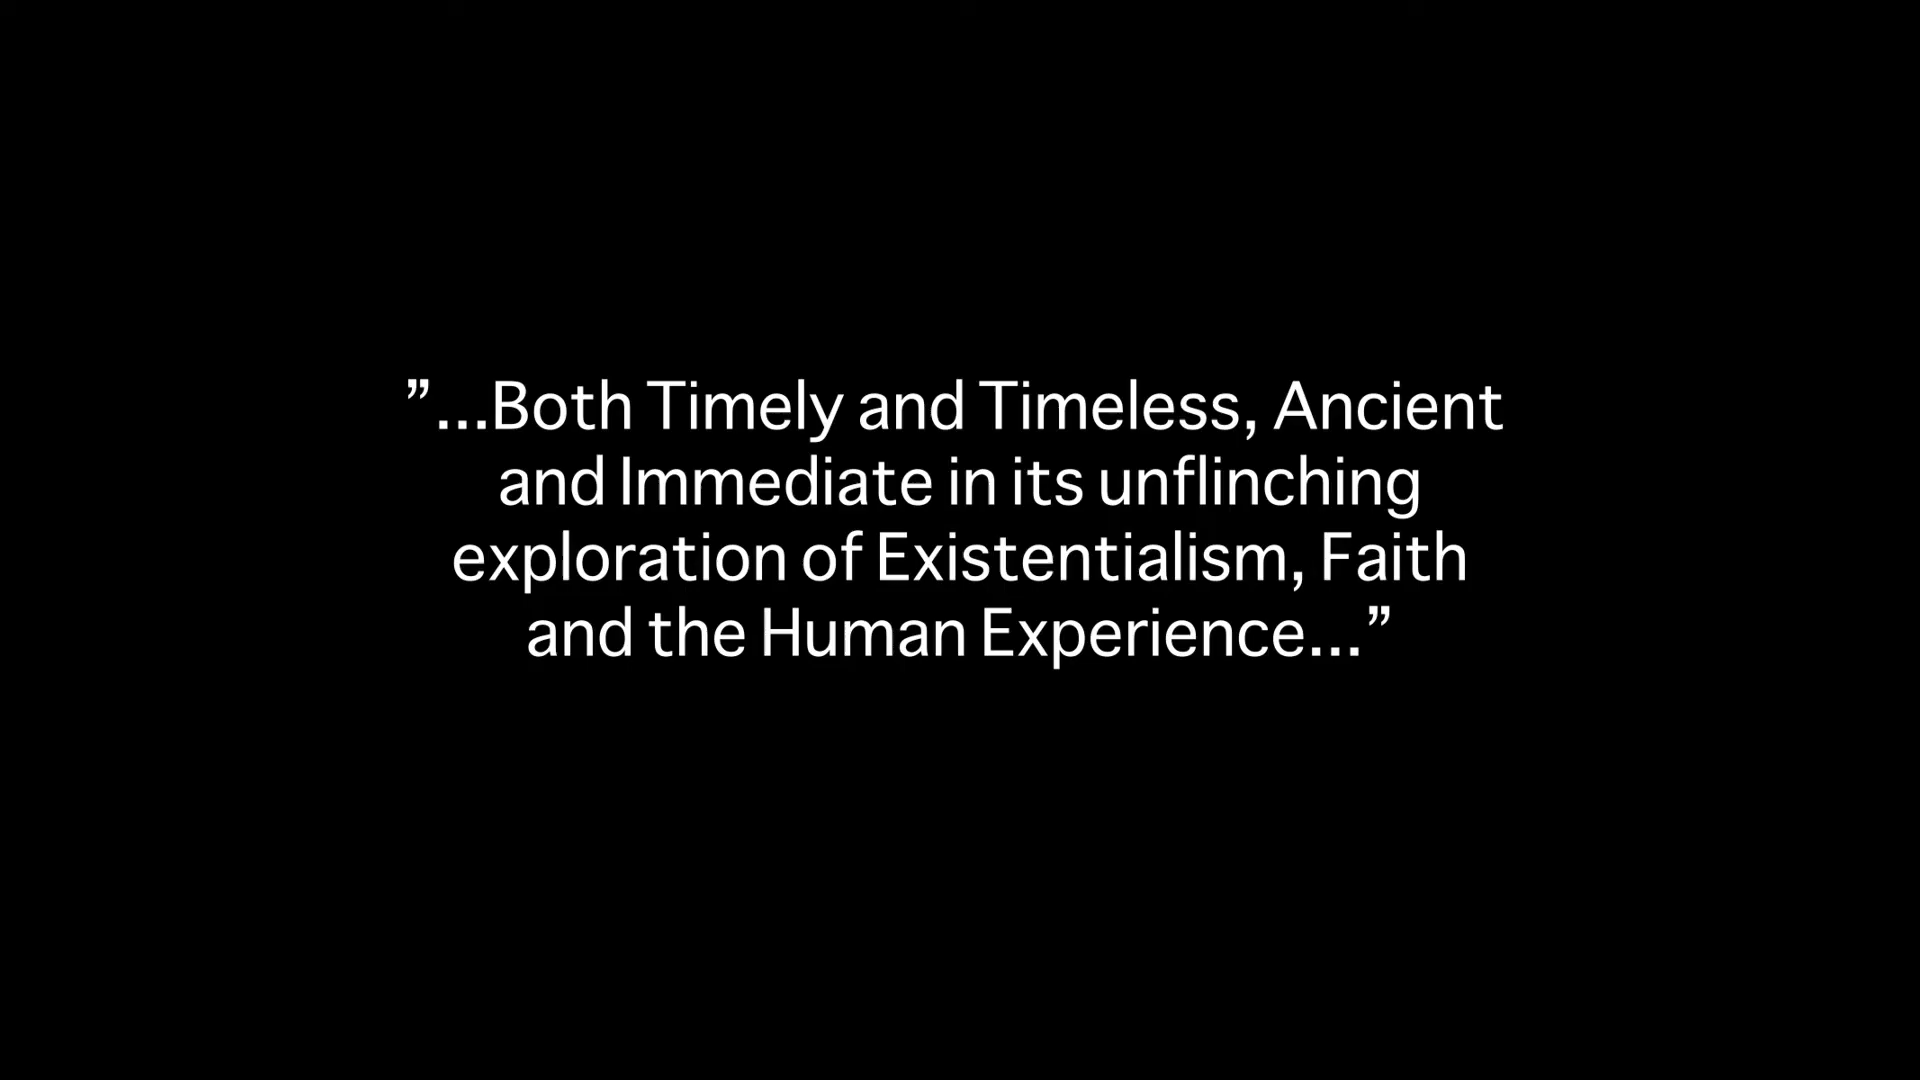 ”...Both Timely and Timeless, Ancient
and Immediate in its unflinching
exploration of Existentialism, Faith
and the Human Experience...”